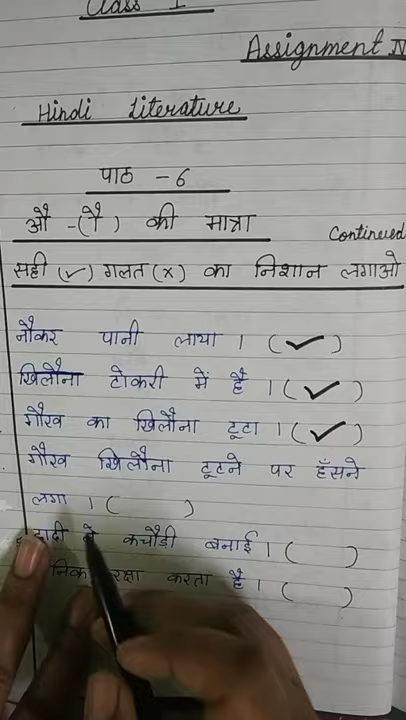 Class I
Assignment IV
Hindi Literature
पाठ - 6
औ - (ौ) की मात्रा
Continued
सही (✓) गलत (x) का निशान लगाओ
नौकर पानी लाया । (✓)
खिलौना टोकरी में है । (✓)
गौरव का खिलौना टूटा । (✓)
गौरव खिलौना टूटने पर हँसने
लगा । ( )
दादी ने कचौड़ी बनाई । ( )
रक्षा करता है । ( )